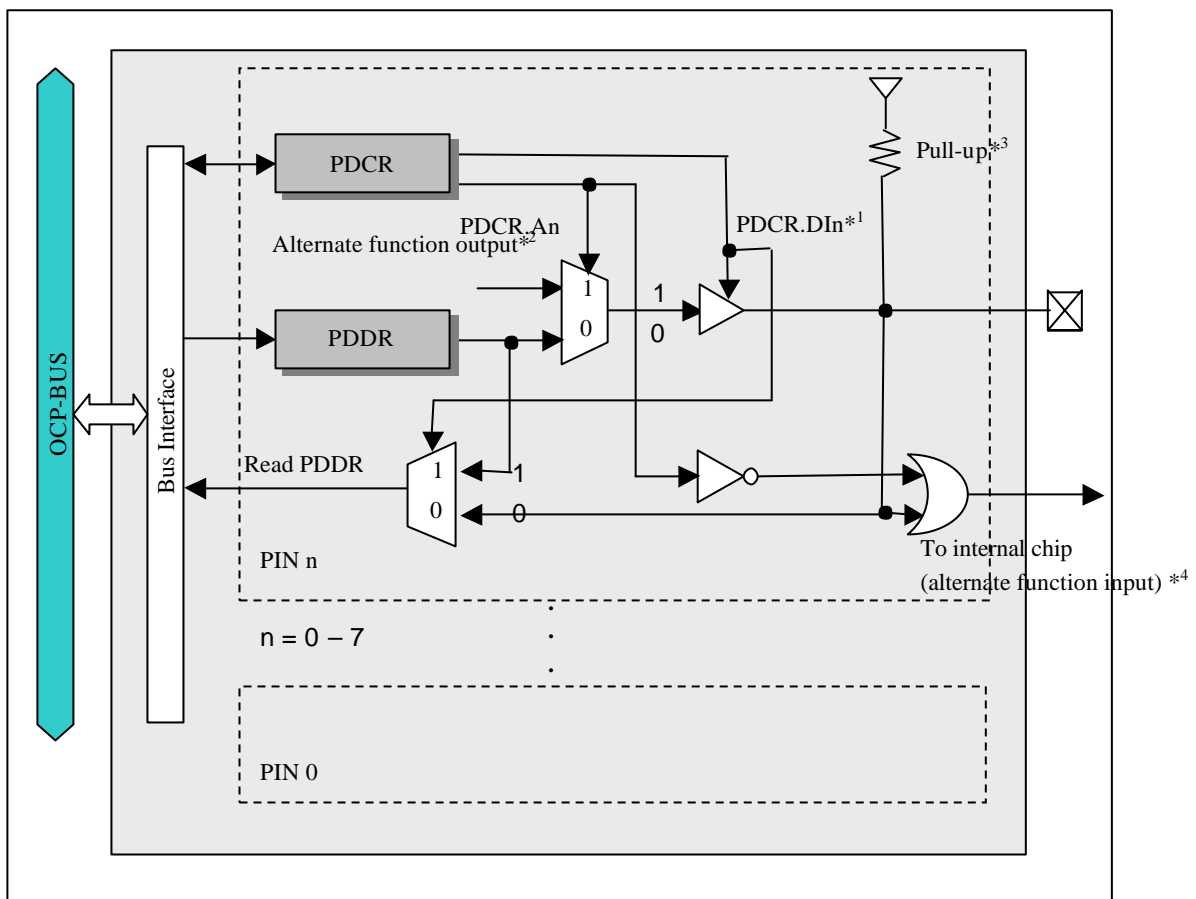 PDCR
Pull-up*3
PDCR.An
PDCR.DIn*1
Alternate function output*2
1
0
1
0
PDDR
OCP-BUS
Bus Interface
Read PDDR
1
0
1
0
To internal chip
(alternate function input) *4
PIN n
n = 0 – 7
PIN 0